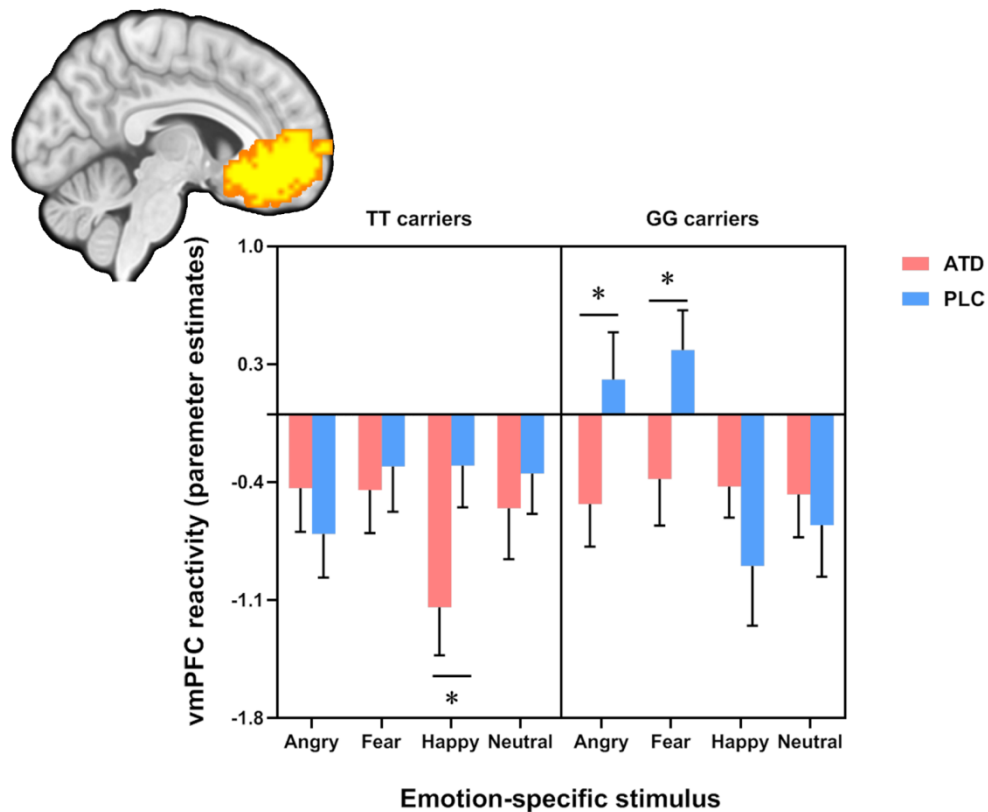 TT carriers
GG carriers
ATD
PLC
vmPFC reactivity (paremeter estimates)
1.0
0.3
-0.4
-1.1
-1.8
*
*
*
Angry Fear Happy Neutral Angry Fear Happy Neutral
Emotion-specific stimulus